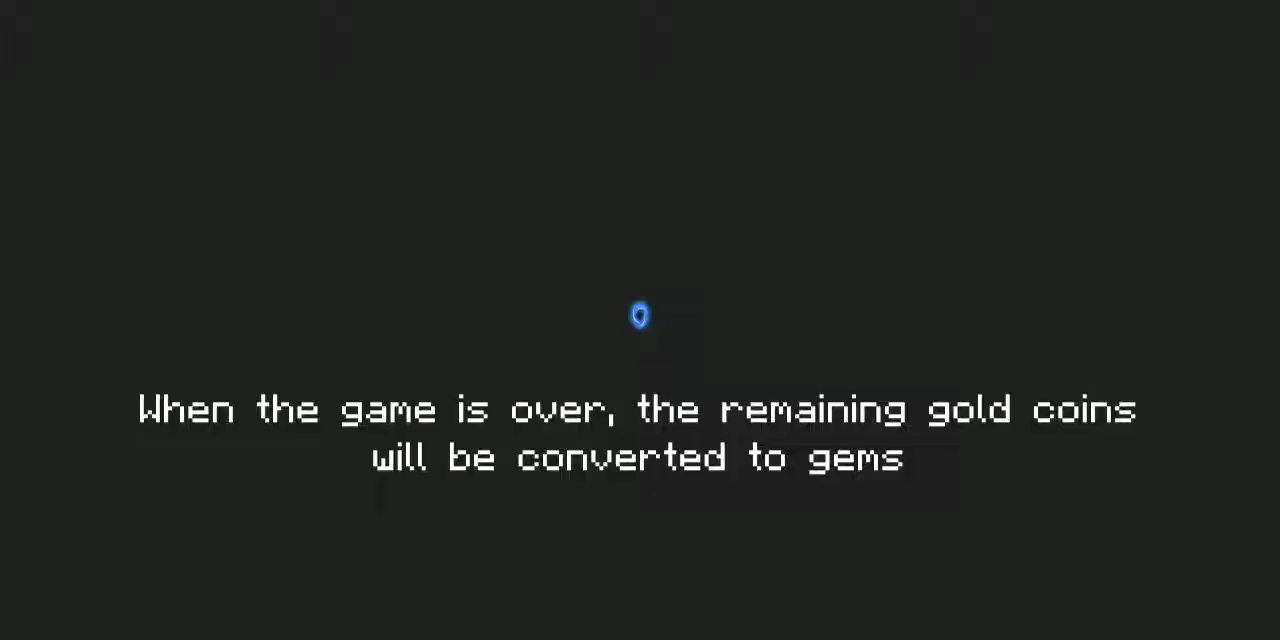 When the game is over, the remaining gold coins
will be converted to gems